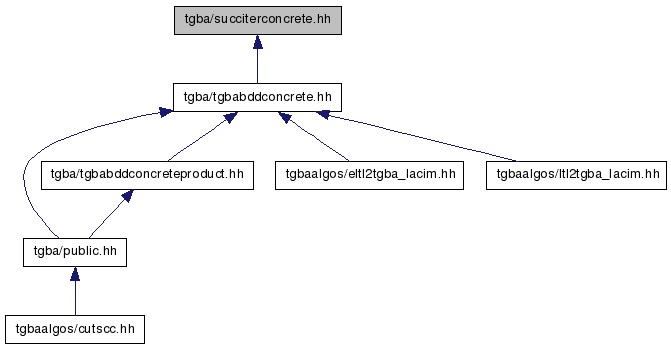 tgba/succiterconcrete.hh
tgba/tgbabddconcrete.hh
tgba/tgbabddconcreteproduct.hh
tgbaalgos/eltl2tgba_lacim.hh
tgbaalgos/ltl2tgba_lacim.hh
tgba/public.hh
tgbaalgos/cutscc.hh